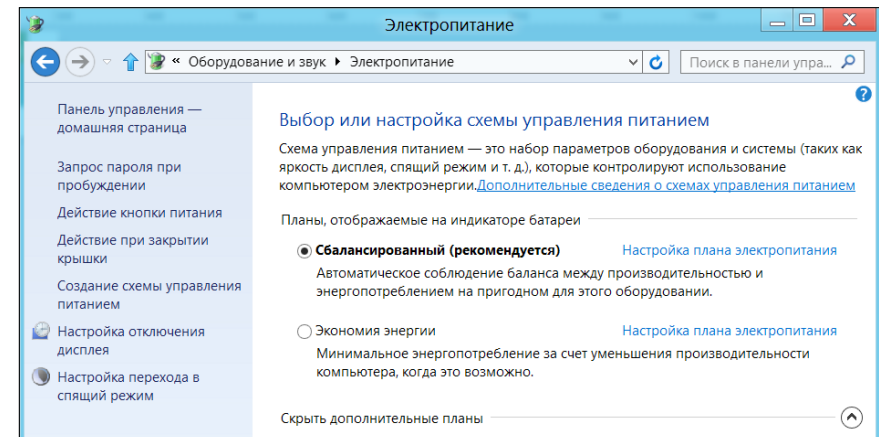 Электропитание
X
« Оборудование и звук Электропитание
Поиск в панели упра...
?
Панель управления —
домашняя страница
Запрос пароля при
пробуждении
Действие кнопки питания
Действие при закрытии
крышки
Создание схемы управления
питанием
Настройка отключения
дисплея
Настройка перехода в
спящий режим
Выбор или настройка схемы управления питанием
Схема управления питанием — это набор параметров оборудования и системы (таких как
яркость дисплея, спящий режим и т. д.), которые контролируют использование
компьютером электроэнергии.Дополнительные сведения о схемах управления питанием
Планы, отображаемые на индикаторе батареи
Сбалансированный (рекомендуется) Настройка плана электропитания
Автоматическое соблюдение баланса между производительностью и
энергопотреблением на пригодном для этого оборудовании.
Экономия энергии Настройка плана электропитания
Минимальное энергопотребление за счет уменьшения производительности
компьютера, когда это возможно.
Скрыть дополнительные планы